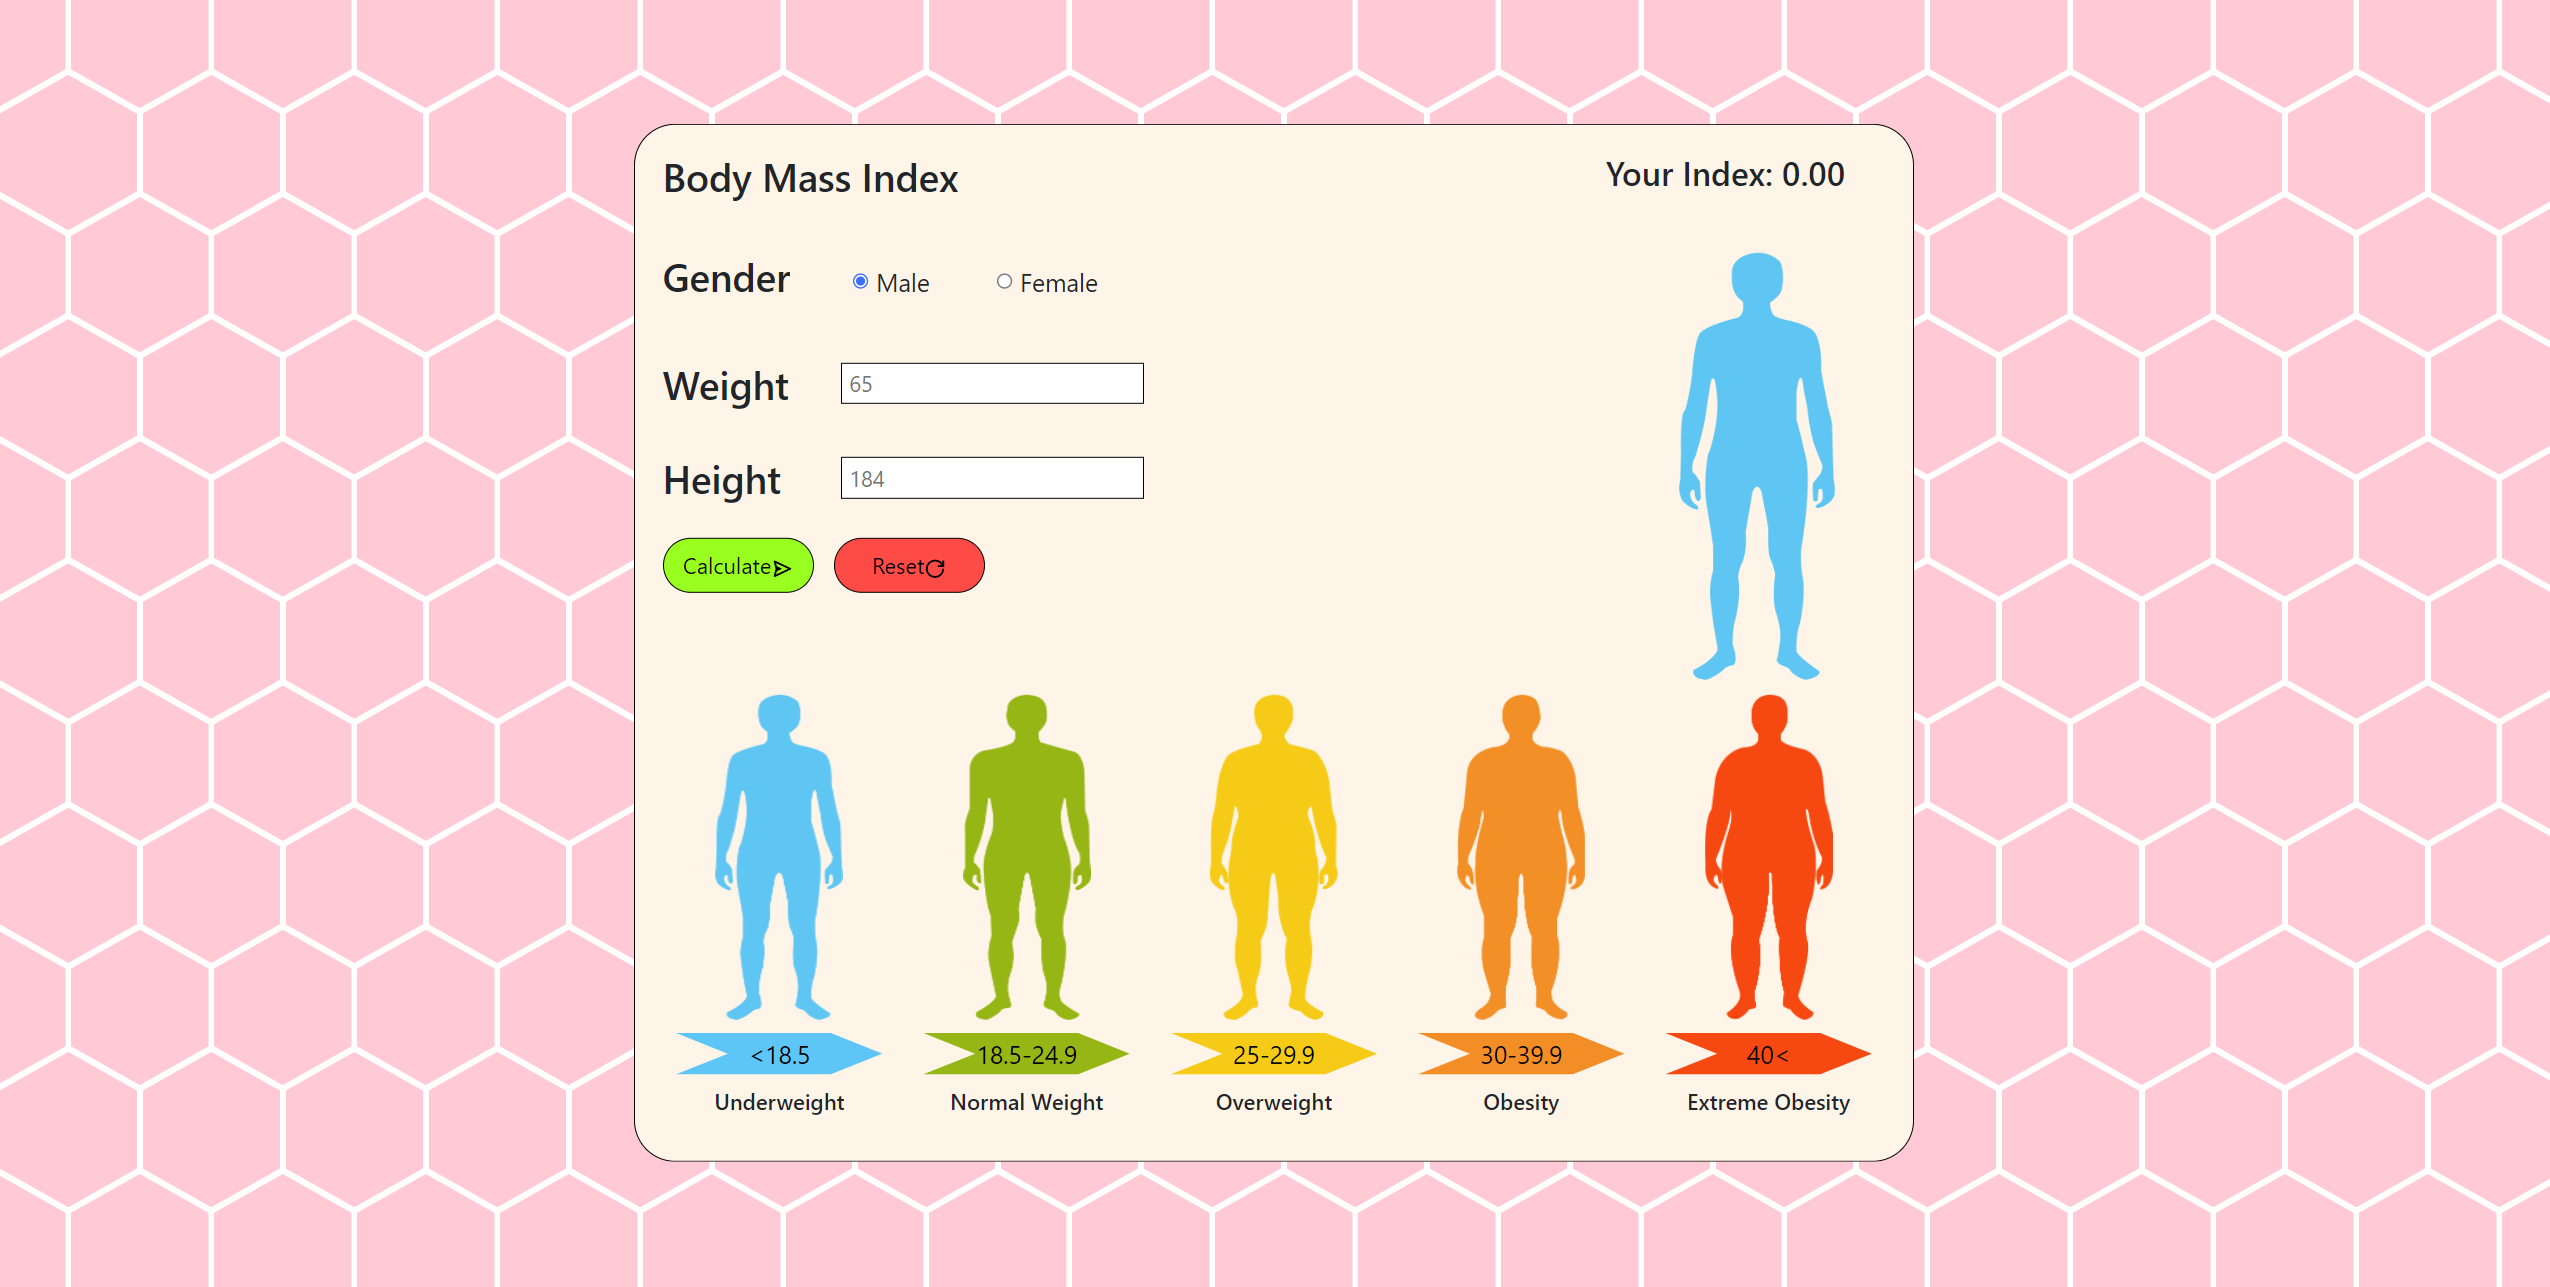 Body Mass Index
Your Index: 0.00
Gender
Male
Female
Weight
65
Height
184
Calculate
Reset
<18.5
18.5-24.9
25-29.9
30-39.9
40<
Underweight
Normal Weight
Overweight
Obesity
Extreme Obesity